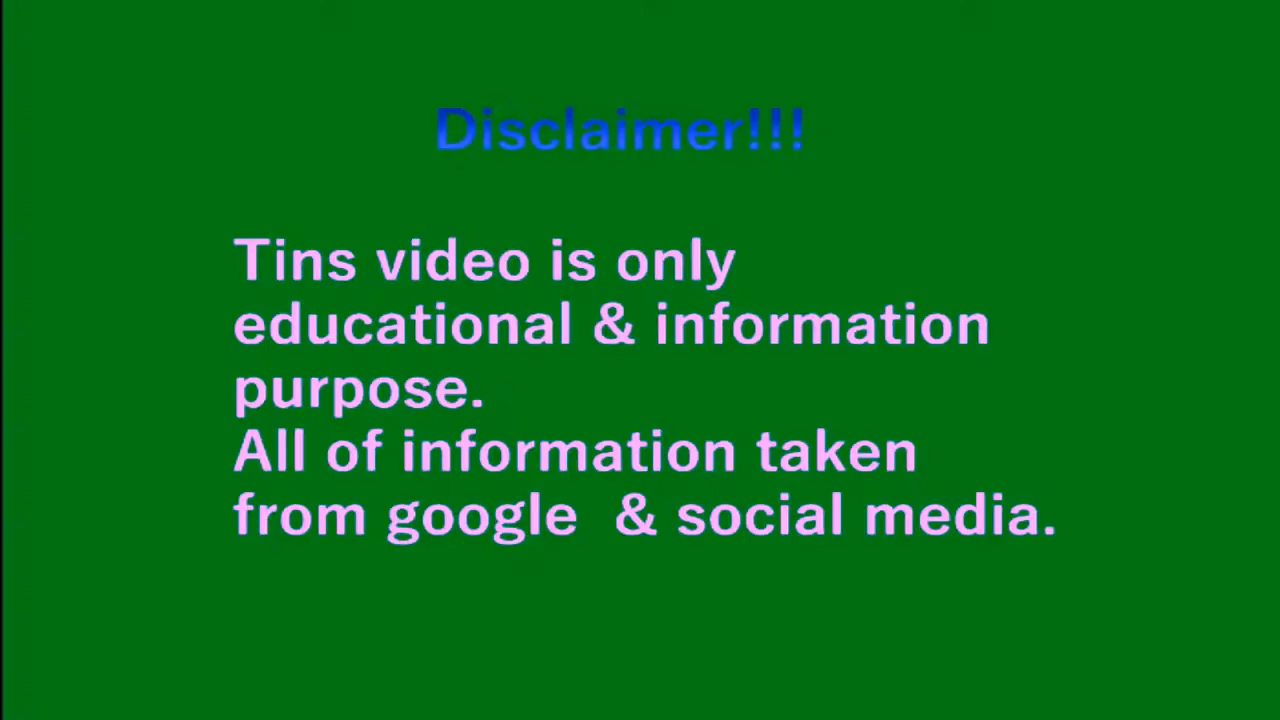 Disclaimer!!!
Tins video is only
educational & information
purpose.
All of information taken
from google  & social media.